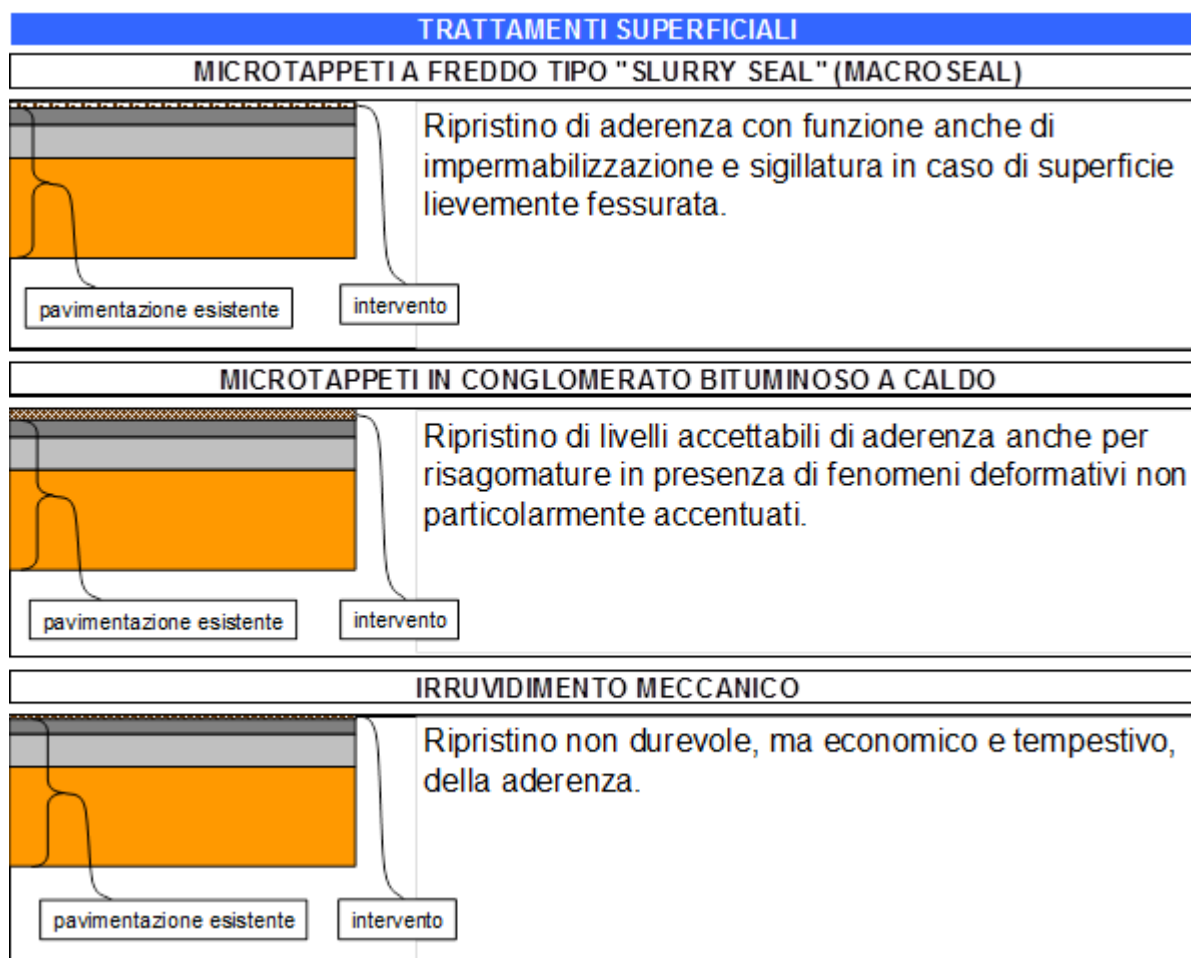 TRATTAMENTI SUPERFICIALI
MICROTAPPETI A FREDDO TIPO "SLURRY SEAL" (MACROSEAL)
Ripristino di aderenza con funzione anche di
impermabilizzazione e sigillatura in caso di superficie
lievemente fessurata.
pavimentazione esistente
intervento
MICROTAPPETI IN CONGLOMERATO BITUMINOSO A CALDO
Ripristino di livelli accettabili di aderenza anche per
risagomature in presenza di fenomeni deformativi non
particolarmente accentuati.
pavimentazione esistente
intervento
IRRUVIDIMENTO MECCANICO
Ripristino non durevole, ma economico e tempestivo,
della aderenza.
pavimentazione esistente
intervento